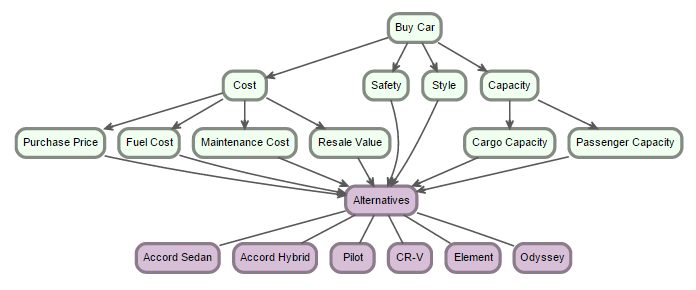 Buy Car
Cost
Safety
Style
Capacity
Purchase Price
Fuel Cost
Maintenance Cost
Resale Value
Cargo Capacity
Passenger Capacity
Alternatives
Accord Sedan
Accord Hybrid
Pilot
CR-V
Element
Odyssey